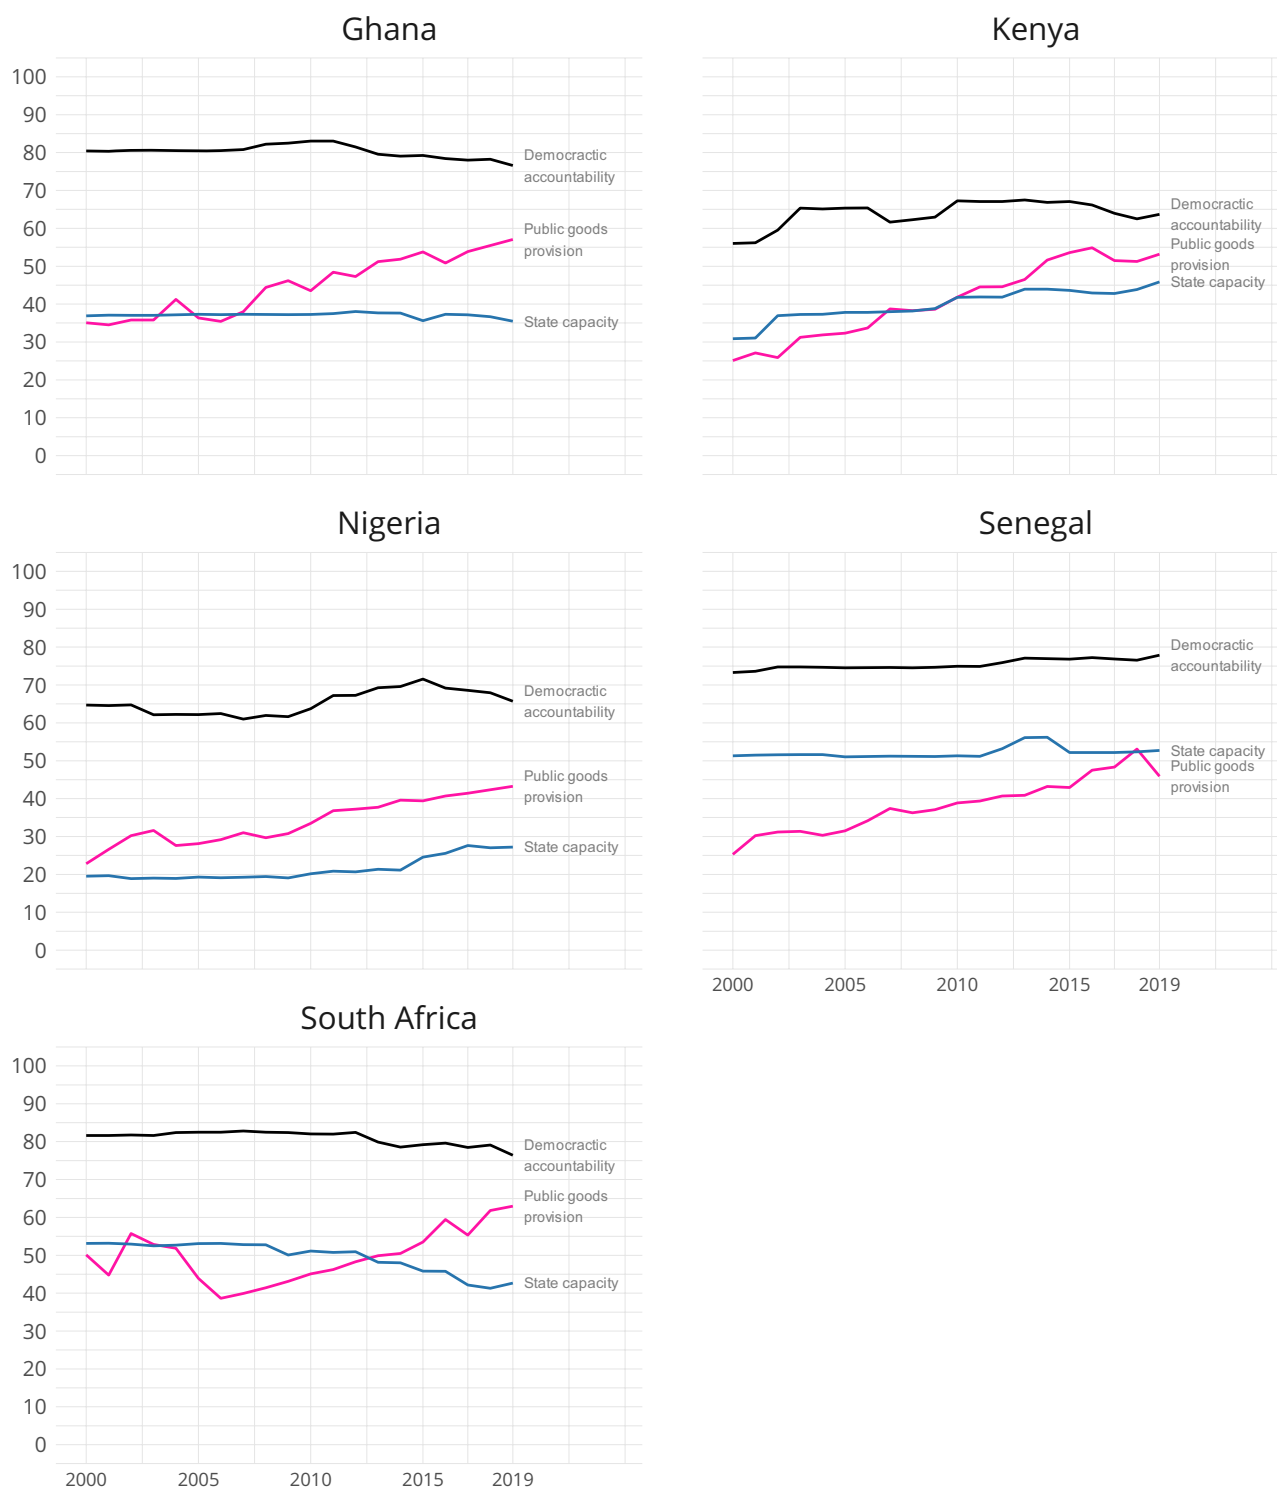 Ghana
Kenya
100
90
80
70
60
50
40
30
20
10
0
Democractic
accountability
Public goods
provision
State capacity
Democractic
accountability
Public goods
provision
State capacity
Nigeria
Senegal
100
90
80
70
60
50
40
30
20
10
0
Democractic
accountability
Public goods
provision
State capacity
Democractic
accountability
State capacity
Public goods
provision
2000 2005 2010 2015 2019
South Africa
100
90
80
70
60
50
40
30
20
10
0
Democractic
accountability
Public goods
provision
State capacity
2000 2005 2010 2015 2019